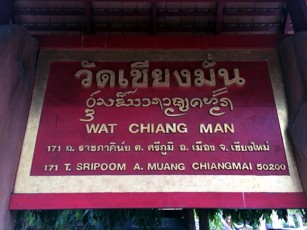 วัดเชียงมั่น
WAT CHIANG MAN
171 ถ. ราชภาคินัย ต. ศรีภูมิ อ. เมือง จ. เชียงใหม่
171 T. SRIPOOM A. MUANG CHIANGMAI 50200